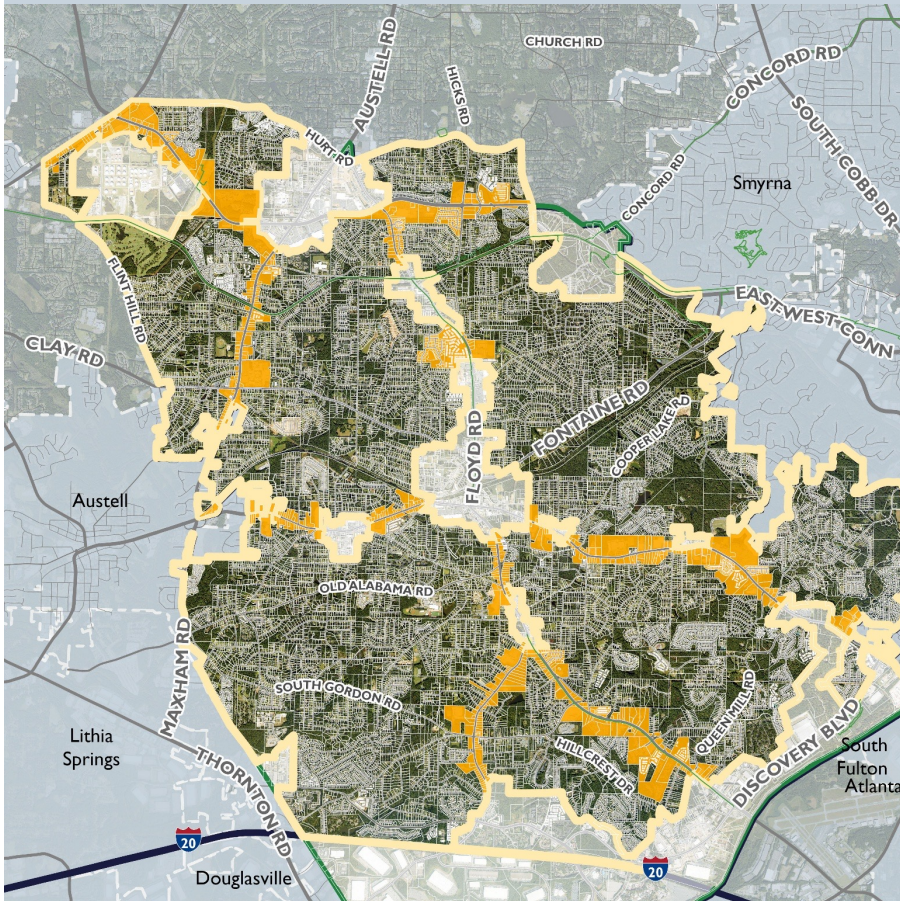 CHURCH RD
AUSTELL RD
HICKS RD
CONCORD RD
SOUTH COBB DR
HURT RD
CONCORD RD
Smyrna
FLINT HILL RD
EAST-WEST CONN
CLAY RD
FONTAINE RD
COOPER LAKE RD
FLOYD RD
Austell
OLD ALABAMA RD
MAXHAM RD
SOUTH GORDON RD
QUEEN MILL RD
Lithia
Springs
HILLCREST DR
DISCOVERY BLVD
South
Fulton
Atlanta
THORNTON RD
20
20
Douglasville